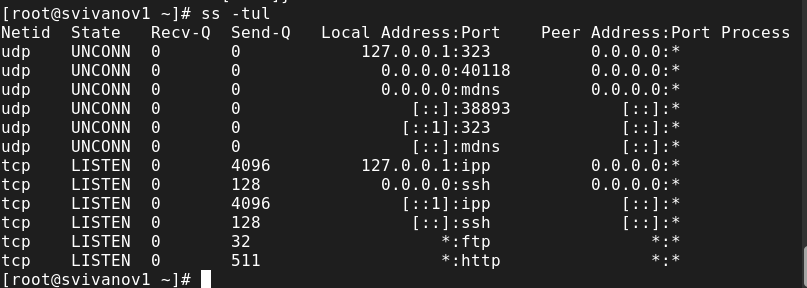 [root@svivanov1 ~]# ss -tul
Netid State Recv-Q Send-Q Local Address:Port Peer Address:Port Process
udp UNCONN 0 0 127.0.0.1:323 0.0.0.0:*
udp UNCONN 0 0 0.0.0.0:40118 0.0.0.0:*
udp UNCONN 0 0 0.0.0.0:mdns 0.0.0.0:*
udp UNCONN 0 0 [::]:38893 [::]:*
udp UNCONN 0 0 [::1]:323 [::]:*
udp UNCONN 0 0 [::]:mdns [::]:*
tcp LISTEN 0 4096 127.0.0.1:ipp 0.0.0.0:*
tcp LISTEN 0 128 0.0.0.0:ssh 0.0.0.0:*
tcp LISTEN 0 4096 [::1]:ipp [::]:*
tcp LISTEN 0 128 [::]:ssh [::]:*
tcp LISTEN 0 32 *:ftp *:*
tcp LISTEN 0 511 *:http *:*
[root@svivanov1 ~]#